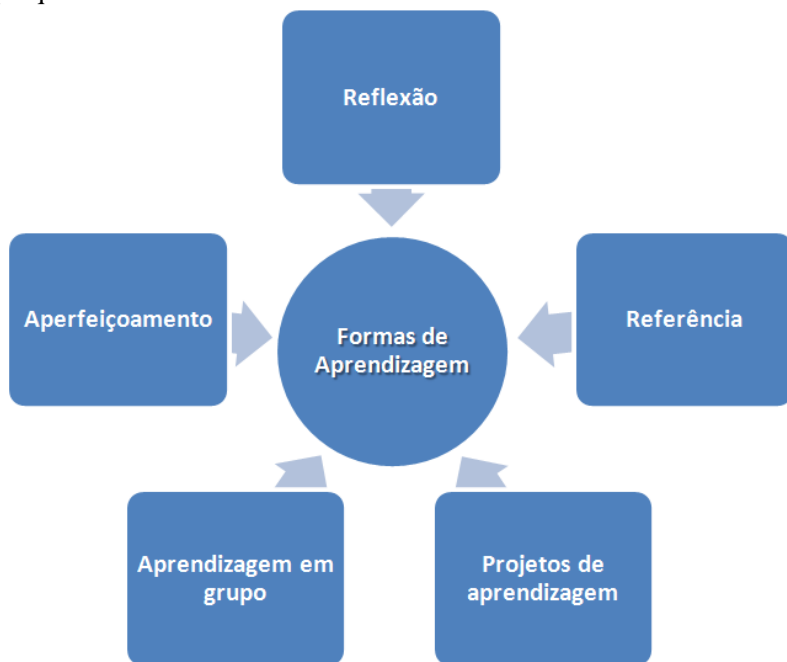 Reflexão
Aperfeiçoamento
Formas de
Aprendizagem
Referência
Aprendizagem em
grupo
Projetos de
aprendizagem